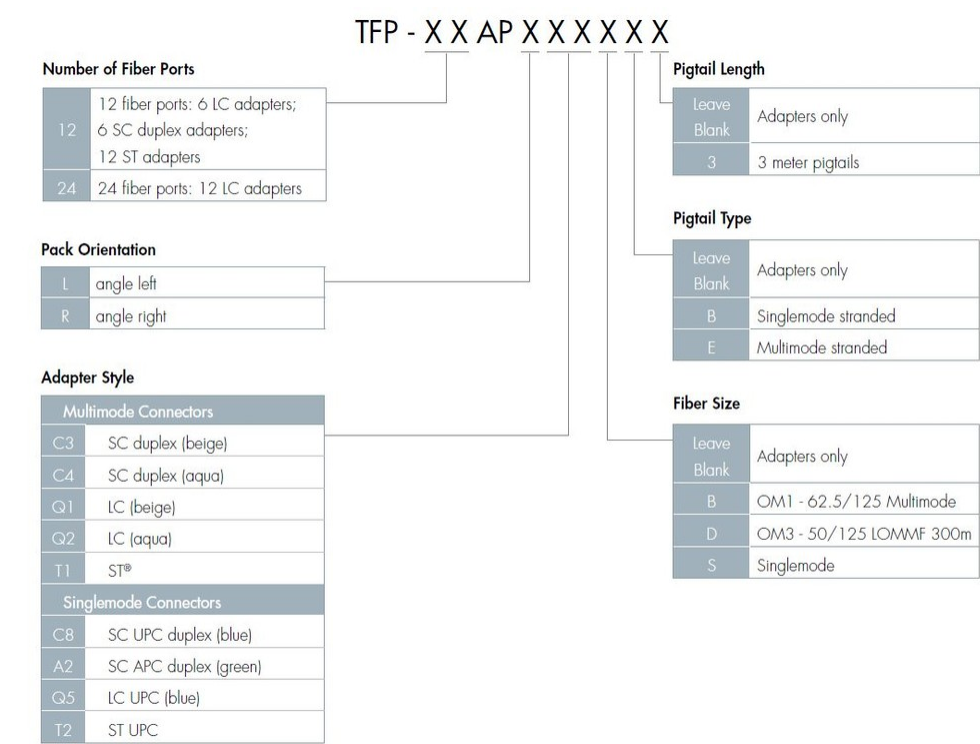 TFP - X X AP X X X X X X
Number of Fiber Ports
12 12 fiber ports: 6 LC adapters;
6 SC duplex adapters;
12 ST adapters
24 24 fiber ports: 12 LC adapters
Pack Orientation
L angle left
R angle right
Adapter Style
Multimode Connectors
C3 SC duplex (beige)
C4 SC duplex (aqua)
Q1 LC (beige)
Q2 LC (aqua)
T1 ST®
Singlemode Connectors
C8 SC UPC duplex (blue)
A2 SC APC duplex (green)
Q5 LC UPC (blue)
T2 ST UPC
Pigtail Length
Leave Blank Adapters only
3 3 meter pigtails
Pigtail Type
Leave Blank Adapters only
B Singlemode stranded
E Multimode stranded
Fiber Size
Leave Blank Adapters only
B OM1 - 62.5/125 Multimode
D OM3 - 50/125 LOMMF 300m
S Singlemode